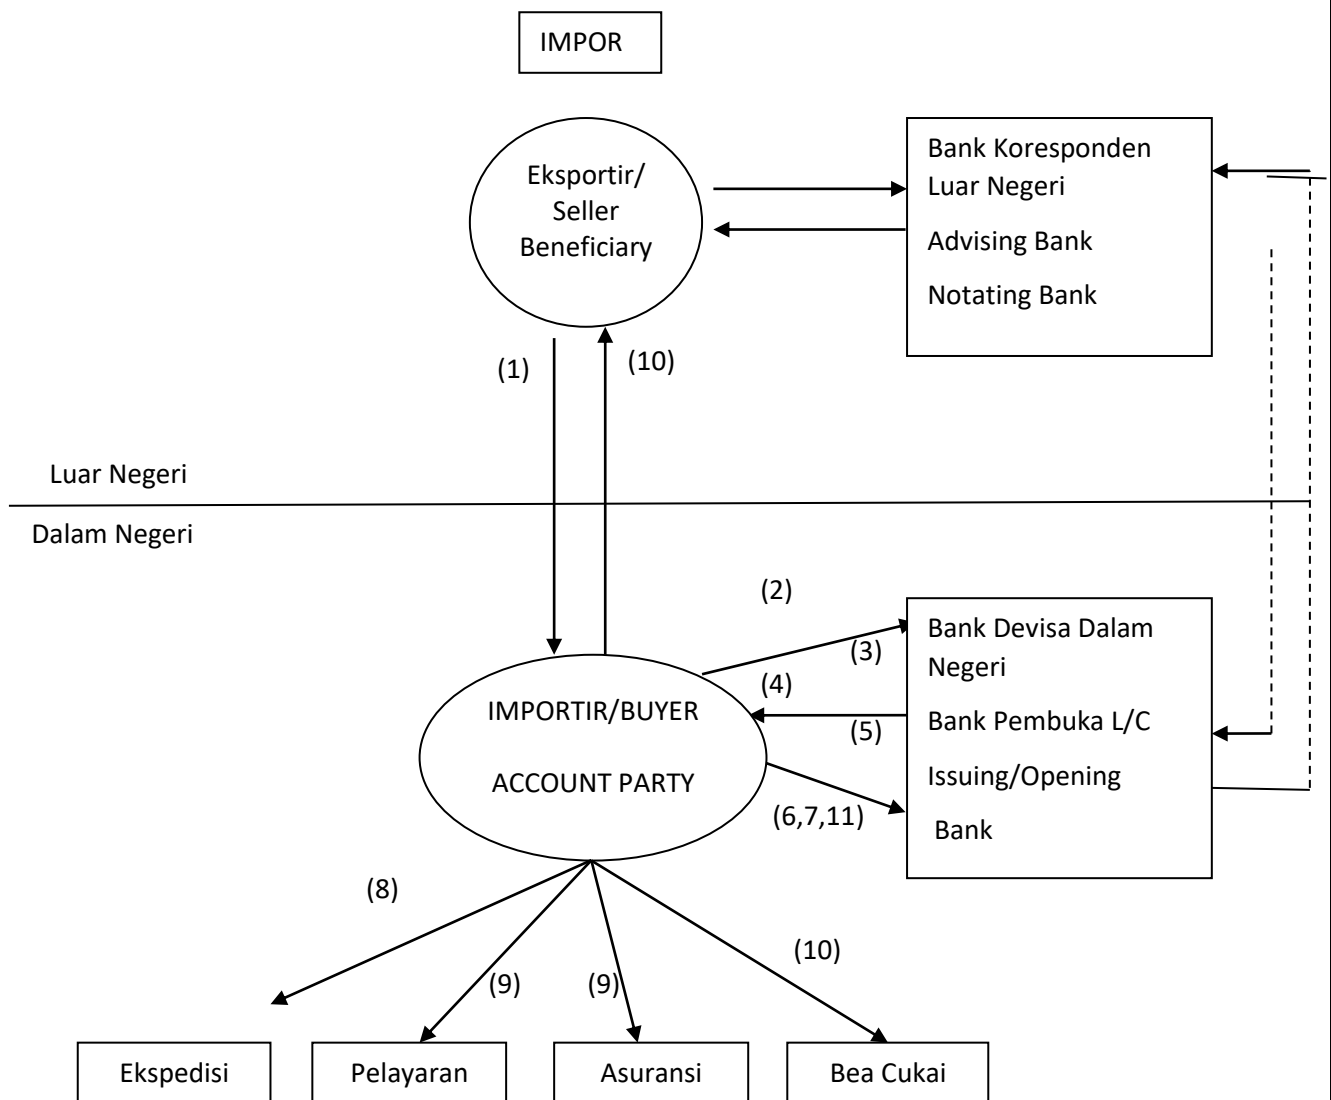 IMPOR
Eksportir/
Seller
Beneficiary
Bank Koresponden
Luar Negeri
Advising Bank
Notating Bank
(1)
(10)
Luar Negeri
Dalam Negeri
(2)
(3)
(4)
(5)
(6,7,11)
IMPORTIR/BUYER
ACCOUNT PARTY
Bank Devisa Dalam
Negeri
Bank Pembuka L/C
Issuing/Opening
Bank
(8)
(9)
(9)
(10)
Ekspedisi
Pelayaran
Asuransi
Bea Cukai